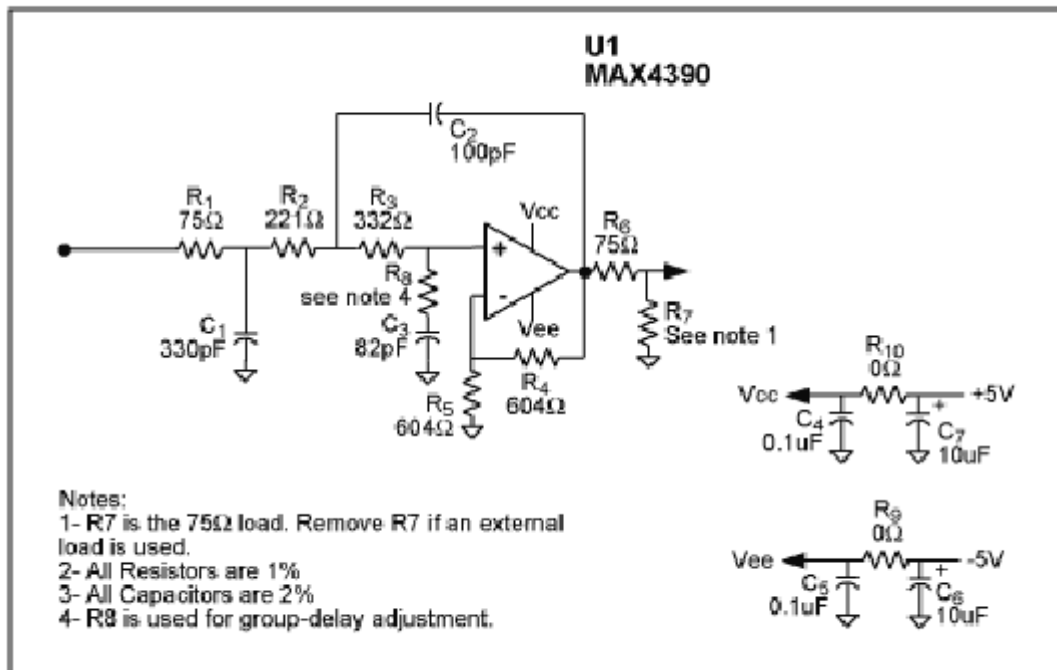 U1
MAX4390
C2
100pF
R1
75Ω
R2
221Ω
R3
332Ω
Vcc
R6
75Ω
+
-
R8
see note 4
C3
82pF
Vee
R7
See note 1
C1
330pF
R4
604Ω
R5
604Ω
R10
0Ω
Vcc
+5V
C4
0.1uF
+
C7
10uF
Notes:
1- R7 is the 75Ω load. Remove R7 if an external
load is used.
2- All Resistors are 1%
3- All Capacitors are 2%
4- R8 is used for group-delay adjustment.
R9
0Ω
Vee
-5V
C5
0.1uF
+
C6
10uF